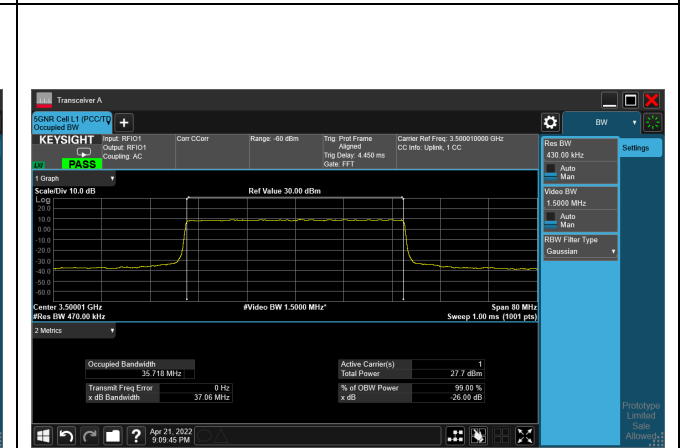 Transceiver A
5GNR Cell L1 (PCC/TD
Occupied BW
+
BW
KEYSIGHT
Input: RFIO1
Output: RFIO1
Coupling: AC
Corr CCorr
Range: -60 dBm
Trig: Prot Frame
Aligned
Trig Delay: 4.450 ms
Gate: FFT
Carrier Ref Freq: 3.500010000 GHz
CC Info: Uplink, 1 CC
PASS
1 Graph
Scale/Div 10.0 dB
Ref Value 30.00 dBm
Log
20.0
10.0
0.00
-10.0
-20.0
-30.0
-40.0
-50.0
-60.0
Center 3.50001 GHz
#Video BW 1.5000 MHz*
Span 80 MHz
#Res BW 470.00 kHz
Sweep 1.00 ms (1001 pts)
2 Metrics
Occupied Bandwidth
35.718 MHz
Transmit Freq Error 0 Hz
x dB Bandwidth 37.06 MHz
Active Carrier(s) 1
Total Power 27.7 dBm
% of OBW Power 99.00 %
x dB -26.00 dB
Res BW
430.00 kHz
Auto
Man
Video BW
1.5000 MHz
Auto
Man
RBW Filter Type
Gaussian
Settings
Prototype
Limited
Sale
Allowed
Apr 21, 2022
9:09:45 PM